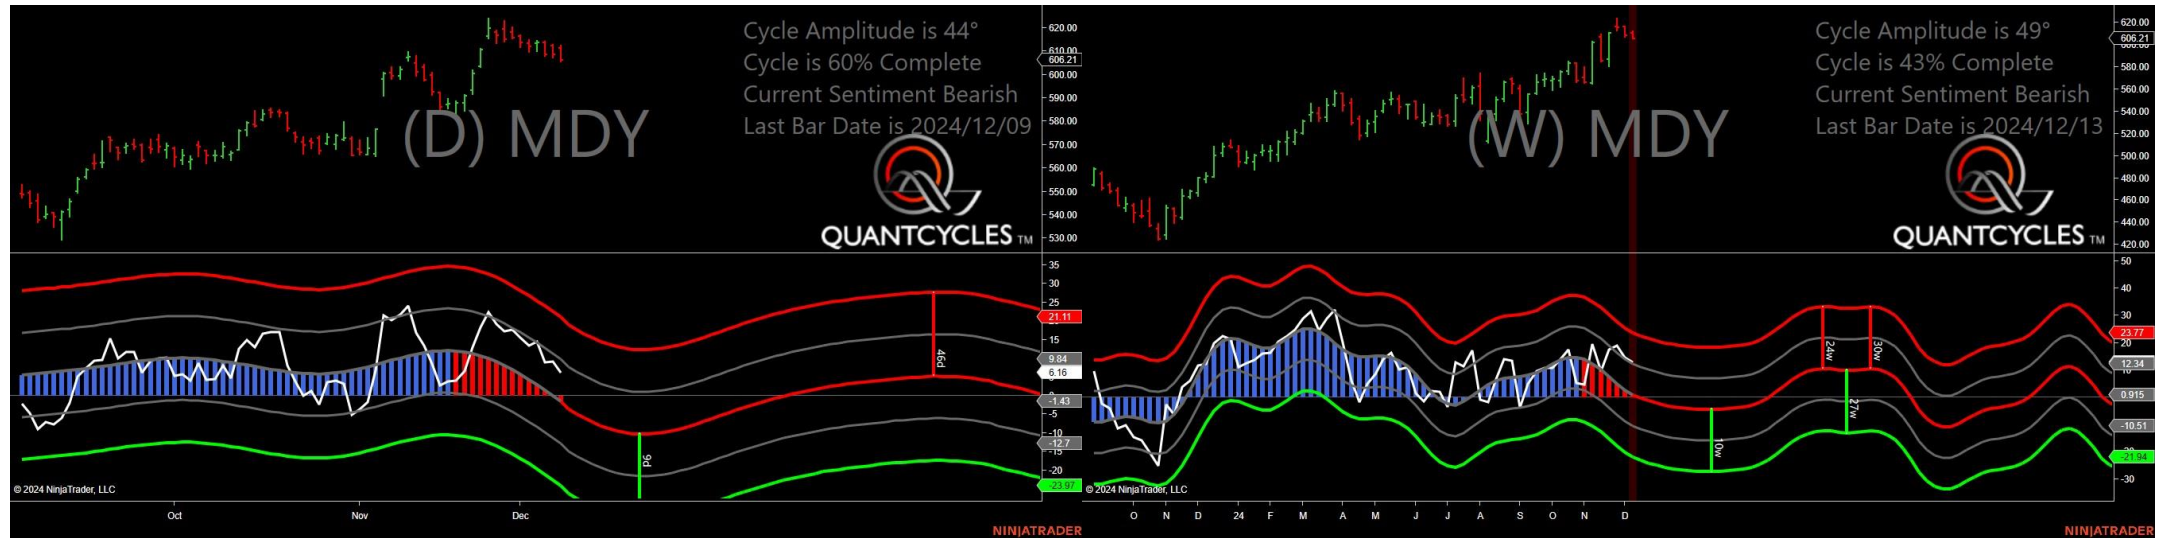 Cycle Amplitude is 44°
Cycle is 60% Complete
Current Sentiment Bearish
Last Bar Date is 2024/12/09
(D) MDY
QUANTCYCLES TM
620.00
610.00
606.21
600.00
590.00
580.00
570.00
560.00
550.00
540.00
530.00
35
30
25
21.11
15
9.84
6.16
-1.43
-5
-10
-12.7
-15
-20
-23.97
46d
9d
© 2024 NinjaTrader, LLC
Oct
Nov
Dec
NINJATRADER
Cycle Amplitude is 49°
Cycle is 43% Complete
Current Sentiment Bearish
Last Bar Date is 2024/12/13
(W) MDY
QUANTCYCLES TM
620.00
606.21
580.00
560.00
540.00
520.00
500.00
480.00
460.00
440.00
420.00
50
40
30
23.77
20
12.34
10
0.915
-10.51
-21.94
-30
24w
30w
27w
10w
© 2024 NinjaTrader, LLC
O N D 24 F M A M J J A S O N D
NINJATRADER